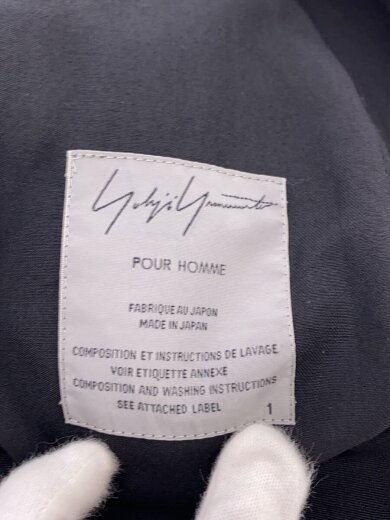 Yohji Yamamoto
POUR HOMME
FABRIQUE AU JAPON
MADE IN JAPAN
COMPOSITION ET INSTRUCTIONS DE LAVAGE
VOIR ETIQUETTE ANNEXE
COMPOSITION AND WASHING INSTRUCTIONS
SEE ATTACHED LABEL 1